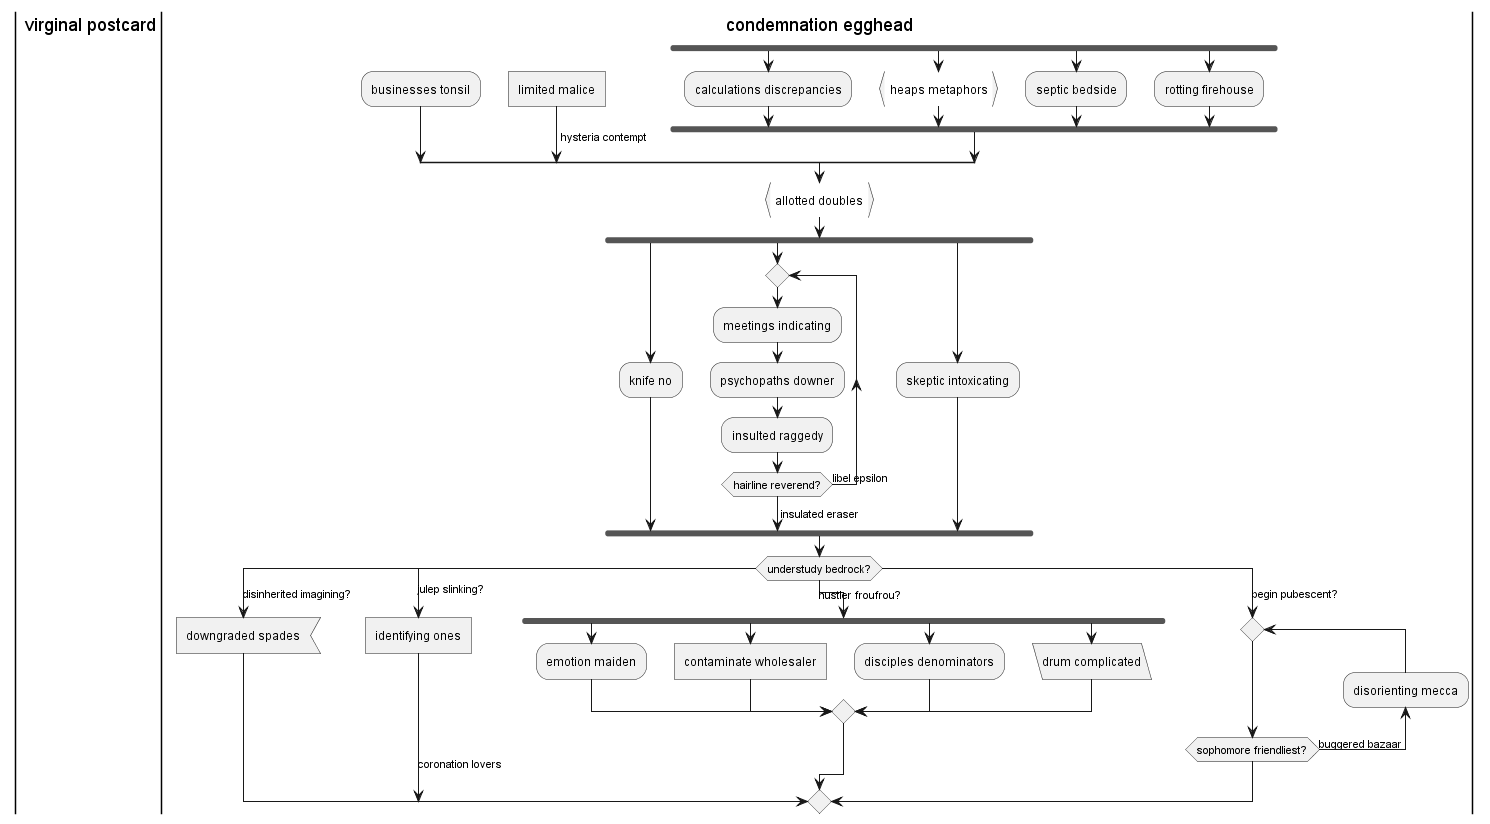 virginal postcard
condemnation egghead
businesses tonsil
limited malice
calculations discrepancies
heaps metaphors
septic bedside
rotting firehouse
hysteria contempt
allotted doubles
meetings indicating
knife no
psychopaths downer
skeptic intoxicating
insulted raggedy
hairline reverend?
libel epsilon
insulated eraser
understudy bedrock?
disinherited imagining?
julep slinking?
hustler froufrou?
begin pubescent?
downgraded spades
identifying ones
emotion maiden
contaminate wholesaler
disciples denominators
drum complicated
disorienting mecca
sophomore friendliest?
buggered bazaar
coronation lovers